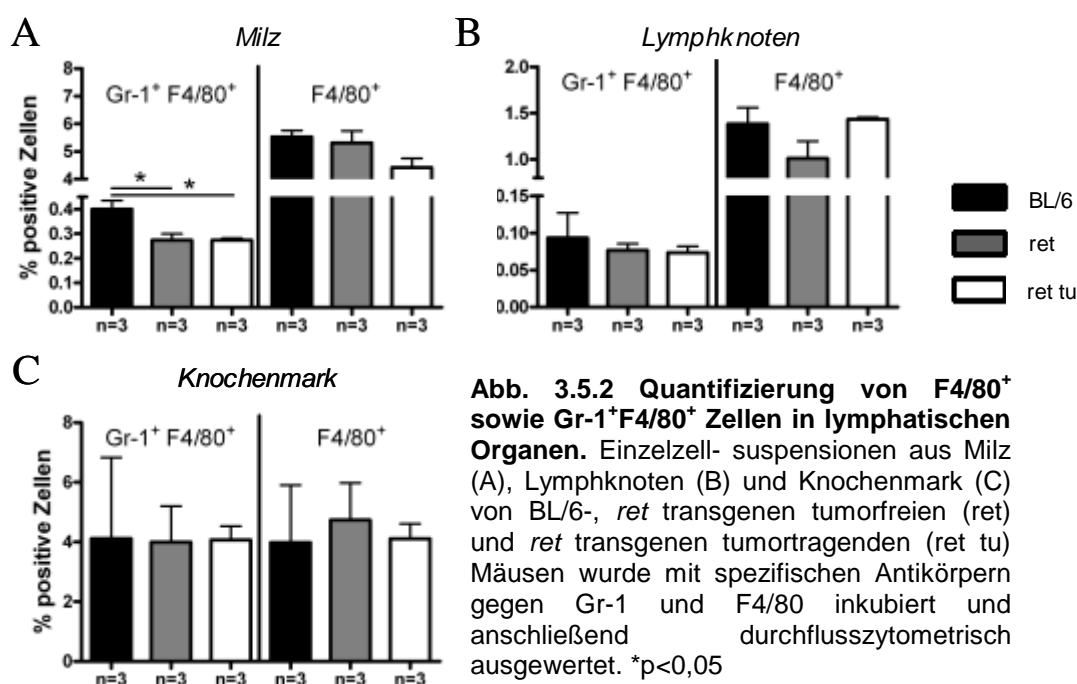 A
Milz
% positive Zellen
8
7
6
5
4
0.4
0.3
0.2
0.1
0.0
Gr-1+ F4/80+
F4/80+
*
*
n=3 n=3 n=3 n=3 n=3 n=3
B
Lymphknoten
2.0
1.5
1.0
0.15
0.10
0.05
0.00
Gr-1+ F4/80+
F4/80+
n=3 n=3 n=3 n=3 n=3 n=3
BL/6
ret
ret tu
C
Knochenmark
% positive Zellen
8
6
4
2
0
Gr-1+ F4/80+
F4/80+
n=3 n=3 n=3 n=3 n=3 n=3
Abb. 3.5.2 Quantifizierung von F4/80+
sowie Gr-1+F4/80+ Zellen in lymphatischen
Organen. Einzelzell- suspensionen aus Milz
(A), Lymphknoten (B) und Knochenmark (C)
von BL/6-, ret transgenen tumorfreien (ret)
und ret transgenen tumortragenden (ret tu)
Mäusen wurde mit spezifischen Antikörpern
gegen Gr-1 und F4/80 inkubiert und
anschließend durchflusszytometrisch
ausgewertet. *p<0,05